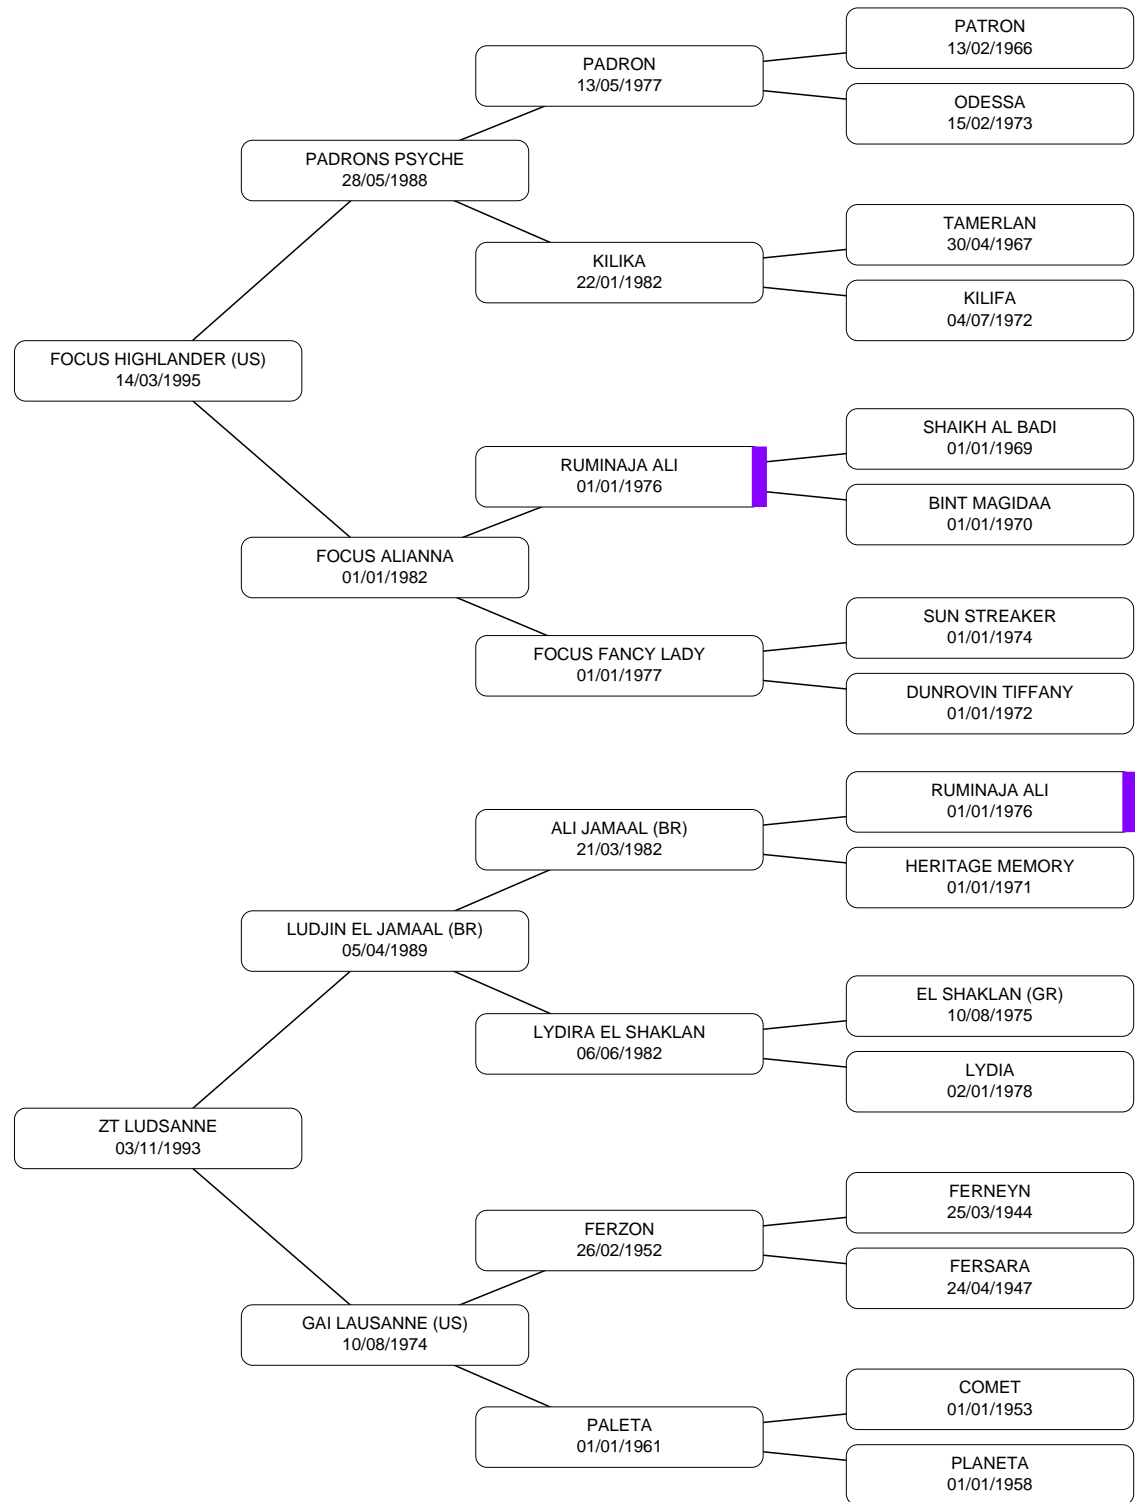 PATRON
13/02/1966
PADRON
13/05/1977
ODESSA
15/02/1973
PADRONS PSYCHE
28/05/1988
TAMERLAN
30/04/1967
KILIKA
22/01/1982
KILIFA
04/07/1972
FOCUS HIGHLANDER (US)
14/03/1995
SHAIKH AL BADI
01/01/1969
RUMINAJA ALI
01/01/1976
BINT MAGIDAA
01/01/1970
FOCUS ALIANNA
01/01/1982
SUN STREAKER
01/01/1974
FOCUS FANCY LADY
01/01/1977
DUNROVIN TIFFANY
01/01/1972
RUMINAJA ALI
01/01/1976
ALI JAMAAL (BR)
21/03/1982
HERITAGE MEMORY
01/01/1971
LUDJIN EL JAMAAL (BR)
05/04/1989
EL SHAKLAN (GR)
10/08/1975
LYDIRA EL SHAKLAN
06/06/1982
LYDIA
02/01/1978
ZT LUDSANNE
03/11/1993
FERNEYN
25/03/1944
FERZON
26/02/1952
FERSARA
24/04/1947
GAI LAUSANNE (US)
10/08/1974
COMET
01/01/1953
PALETA
01/01/1961
PLANETA
01/01/1958